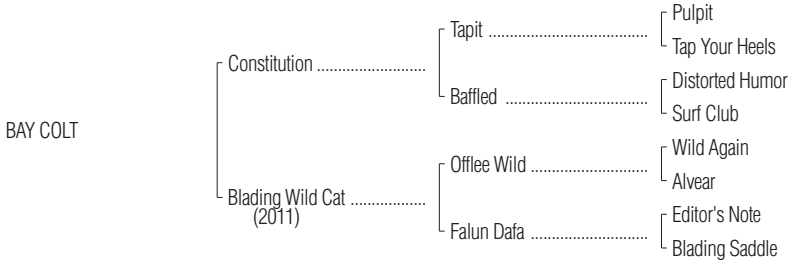 Pulpit
Tapit ......................................
Tap Your Heels
Constitution ..........................
Distorted Humor
Baffled ..................................
Surf Club
BAY COLT
Wild Again
Offlee Wild ............................
Alvear
Blading Wild Cat ..................
(2011)
Editor's Note
Falun Dafa ............................
Blading Saddle